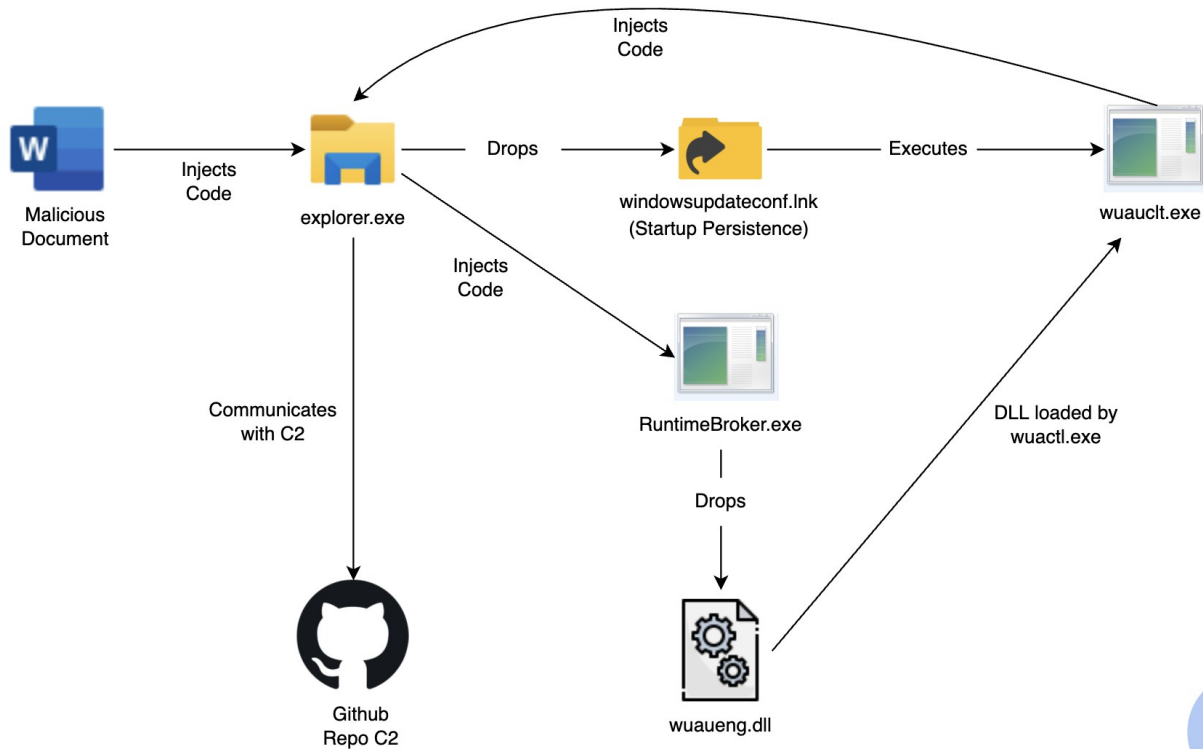 Injects
Code
W
Malicious
Document
Injects
Code
explorer.exe
Drops
windowsupdateconf.lnk
(Startup Persistence)
Executes
wuauclt.exe
Injects
Code
RuntimeBroker.exe
Communicates
with C2
DLL loaded by
wuactl.exe
Drops
Github
Repo C2
wuaueng.dll